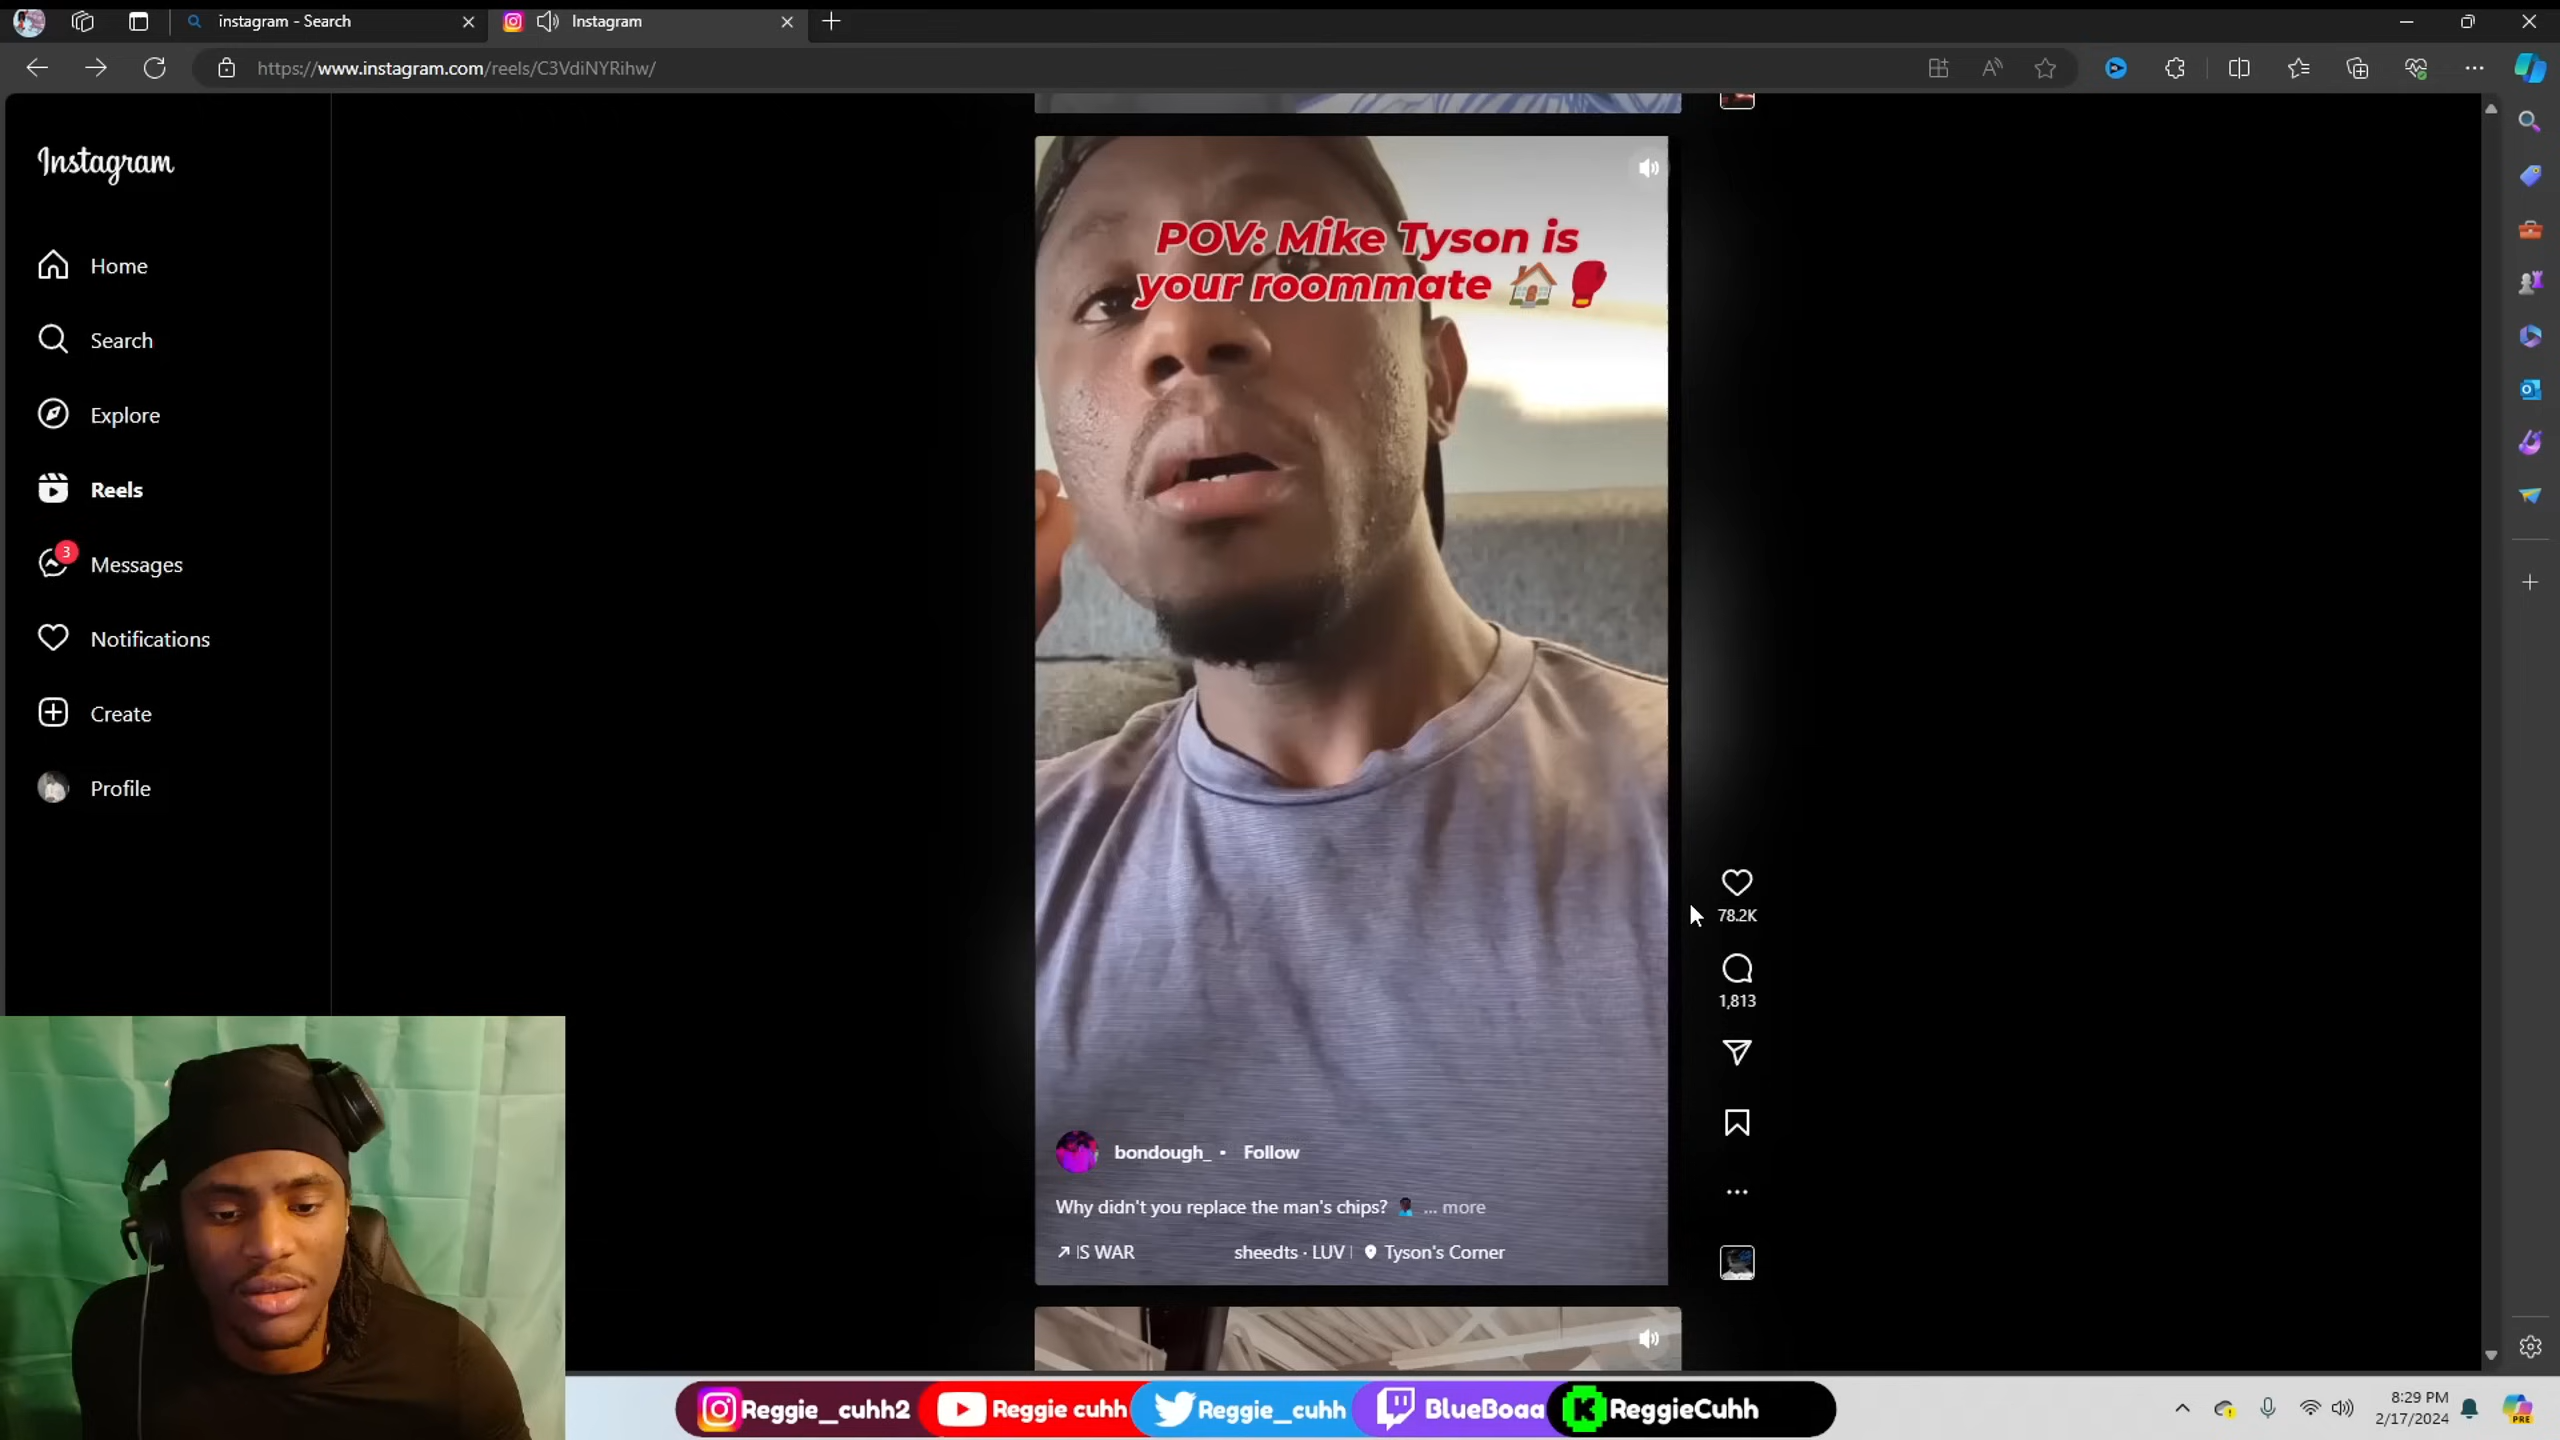 instagram - Search
Instagram
https://www.instagram.com/reels/C3VdiNYRihw/
Instagram
Home
Search
Explore
Reels
3
Messages
Notifications
Create
Profile
POV: Mike Tyson is
your roommate 🏠🥊
78.2K
1,813
bondough_ • Follow
Why didn't you replace the man's chips? ... more
IS WAR sheedts · LUV Tyson's Corner
Reggie_cuhh2
Reggie cuhh
Reggie_cuhh
BlueBoaa
ReggieCuhh
8:29 PM
2/17/2024
PRE